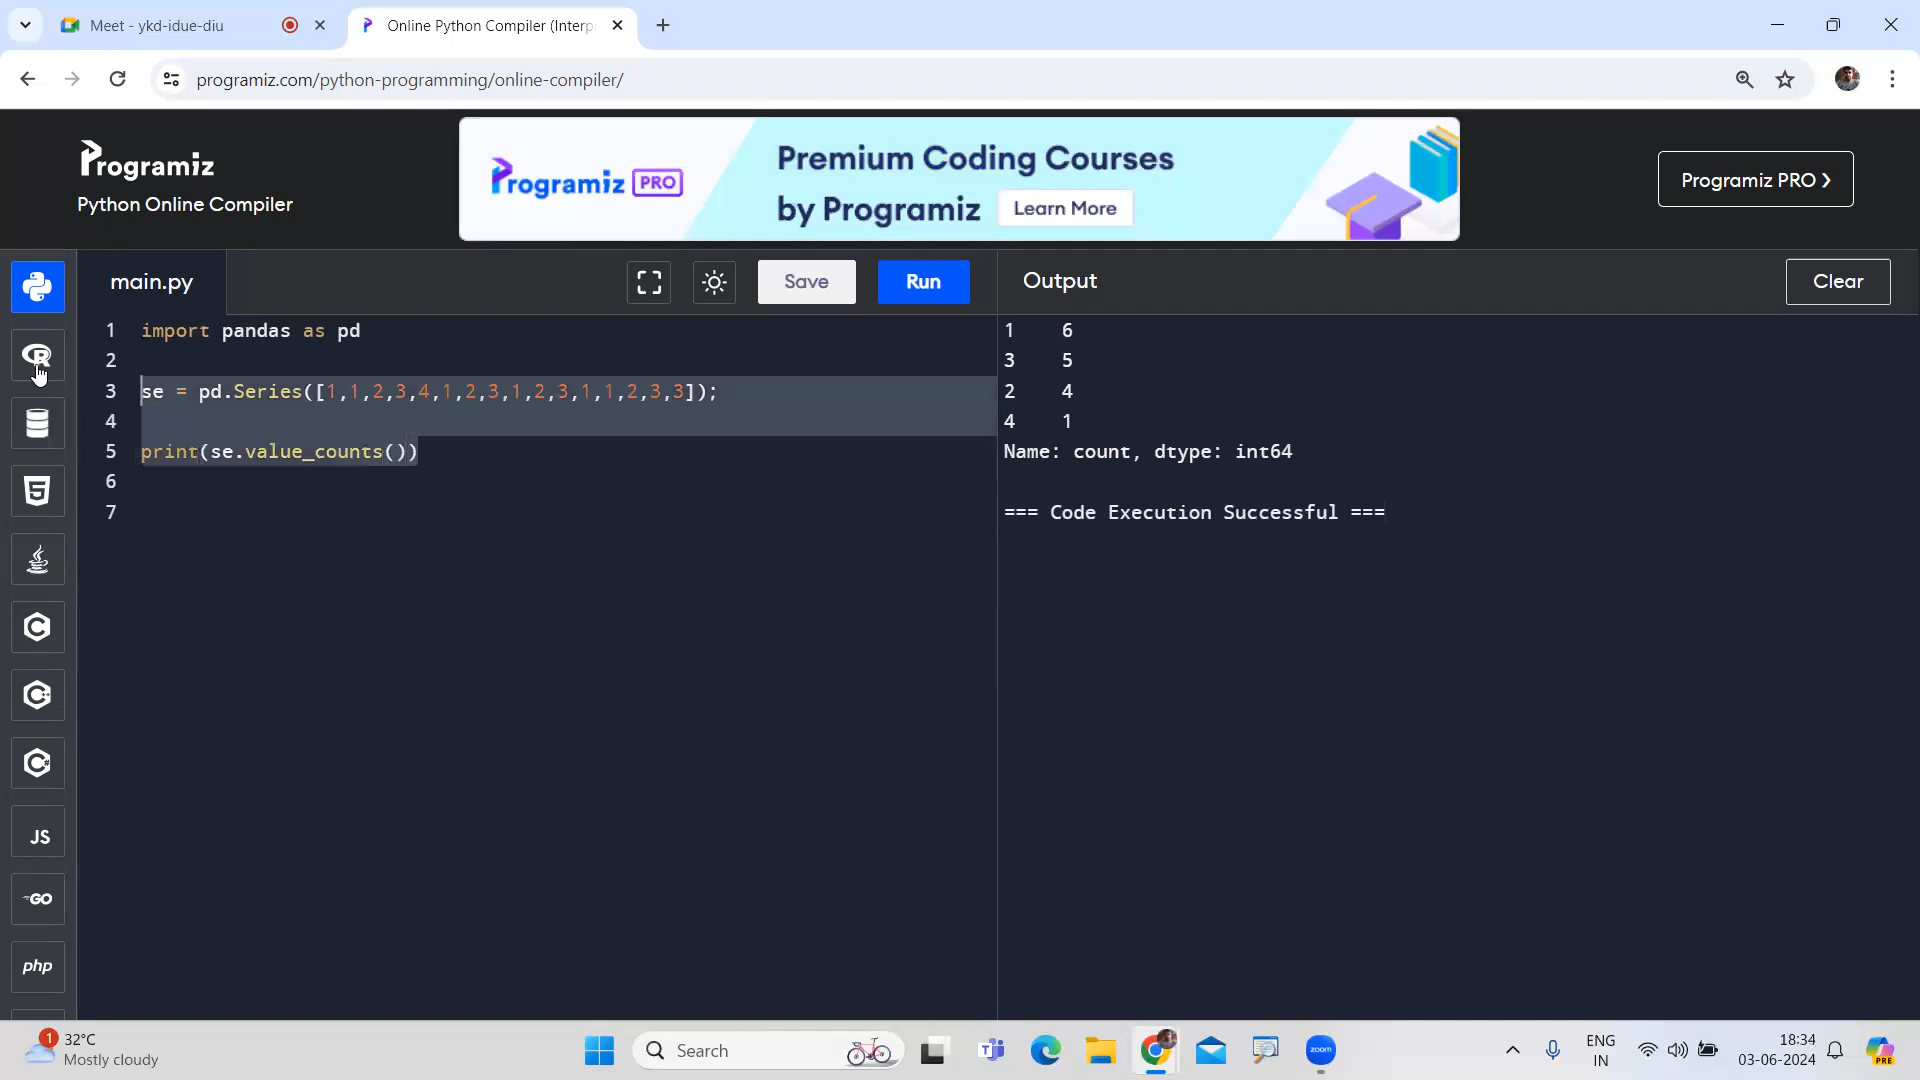 Meet - ykd-idue-diu
Online Python Compiler (Interp
programiz.com/python-programming/online-compiler/
Programiz
Python Online Compiler
Programiz PRO
Premium Coding Courses
by Programiz
Learn More
Programiz PRO ❯
main.py
Save
Run
Output
Clear
1 import pandas as pd
2
3 se = pd.Series([1,1,2,3,4,1,2,3,1,2,3,1,1,2,3,3]);
4
5 print(se.value_counts())
6
7
1 6
3 5
2 4
4 1
Name: count, dtype: int64
=== Code Execution Successful ===
R
5
C
C
C
JS
GO
php
1
32°C
Mostly cloudy
Search
zoom
ENG
IN
18:34
03-06-2024
PRE